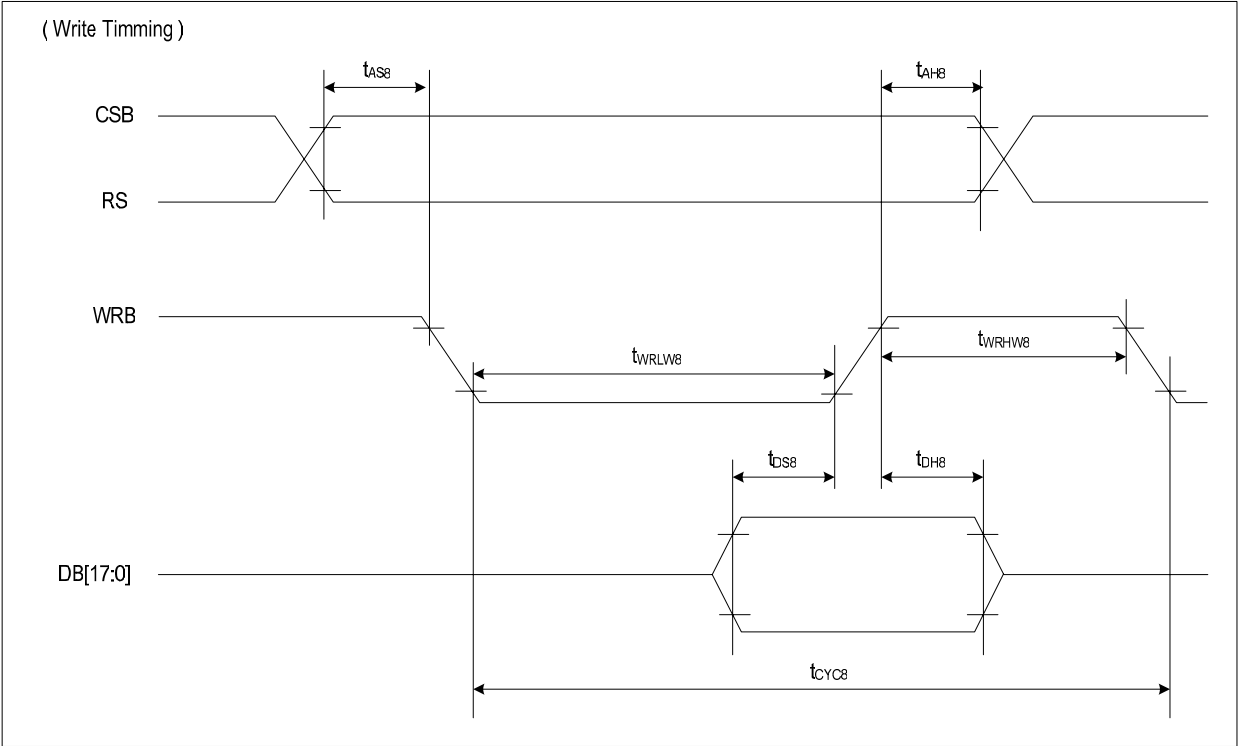 ( Write Timming )
tAS8
tAH8
CSB
RS
WRB
tWRLW8
tWRHW8
tDS8
tDH8
DB[17:0]
tCYC8